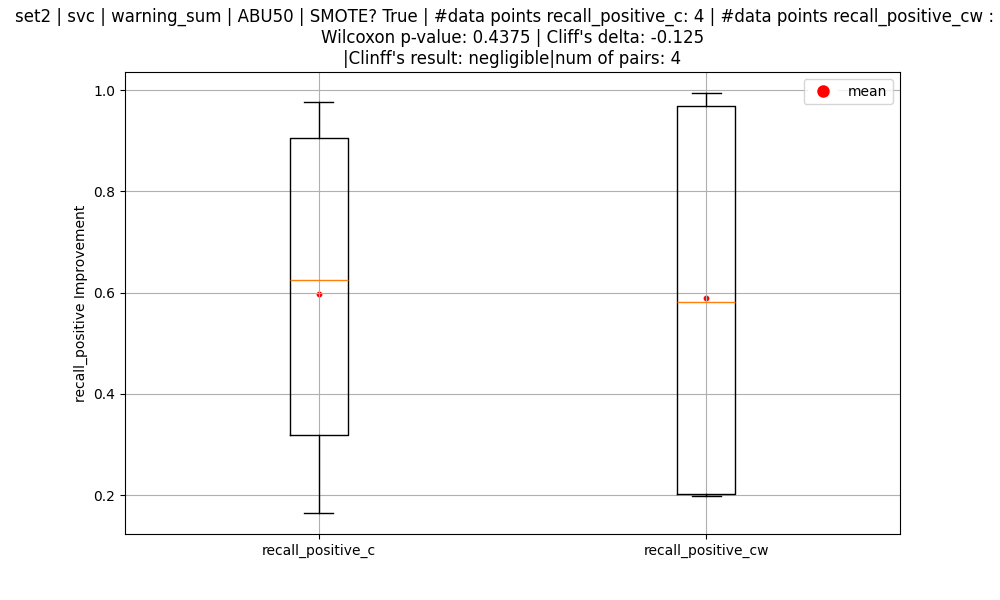 set2 | svc | warning_sum | ABU50 | SMOTE? True | #data points recall_positive_c: 4 | #data points recall_positive_cw :
Wilcoxon p-value: 0.4375 | Cliff's delta: -0.125
|Clinff's result: negligible|num of pairs: 4
mean
1.0
0.8
0.6
0.4
0.2
recall_positive Improvement
recall_positive_c
recall_positive_cw